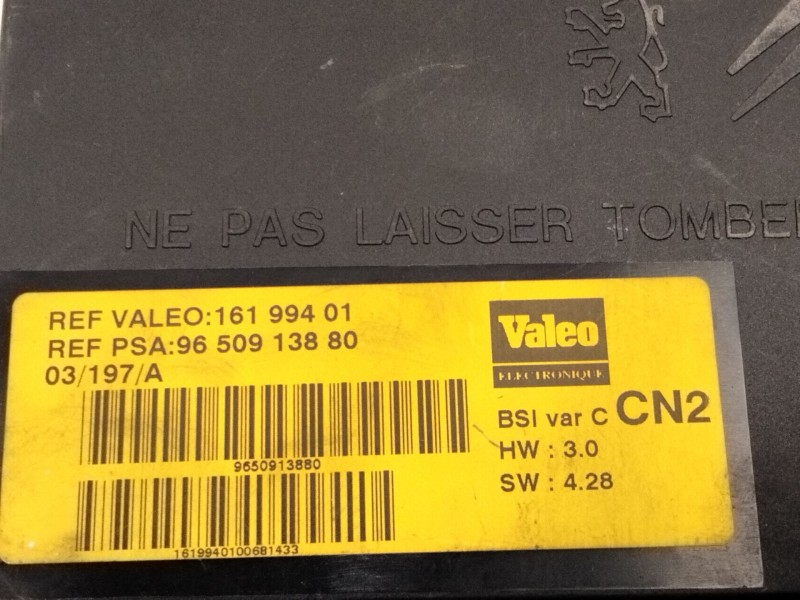 NE PAS LAISSER TOMBER
REF VALEO:161 994 01
REF PSA:96 509 138 80
03/197/A
9650913880
1619940100681433
Valeo
ELECTRONIQUE
BSI var C CN2
HW : 3.0
SW : 4.28